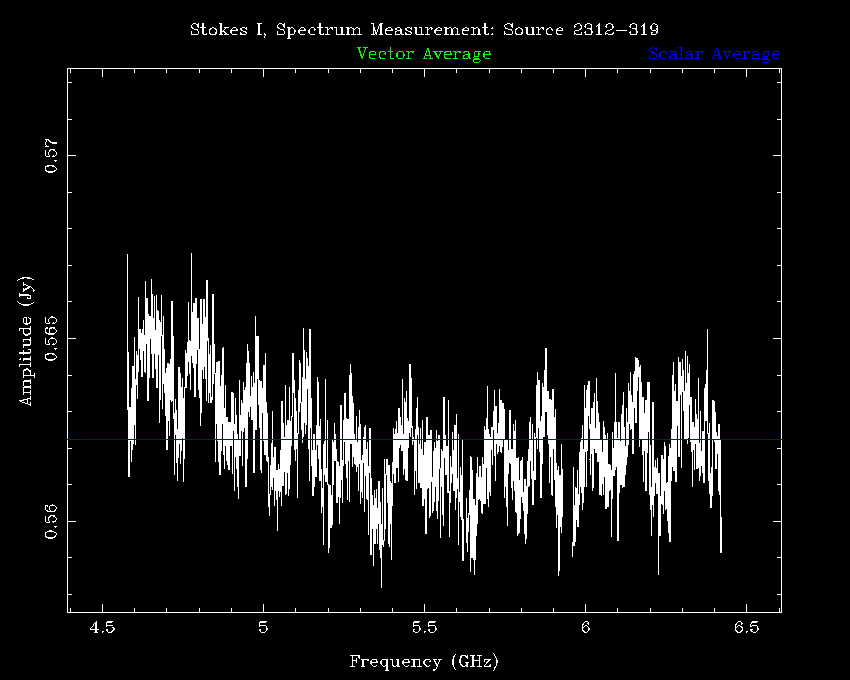 Stokes I, Spectrum Measurement: Source 2312-319
Vector Average Scalar Average
0.57
0.565
0.56
Amplitude (Jy)
4.5 5 5.5 6 6.5
Frequency (GHz)